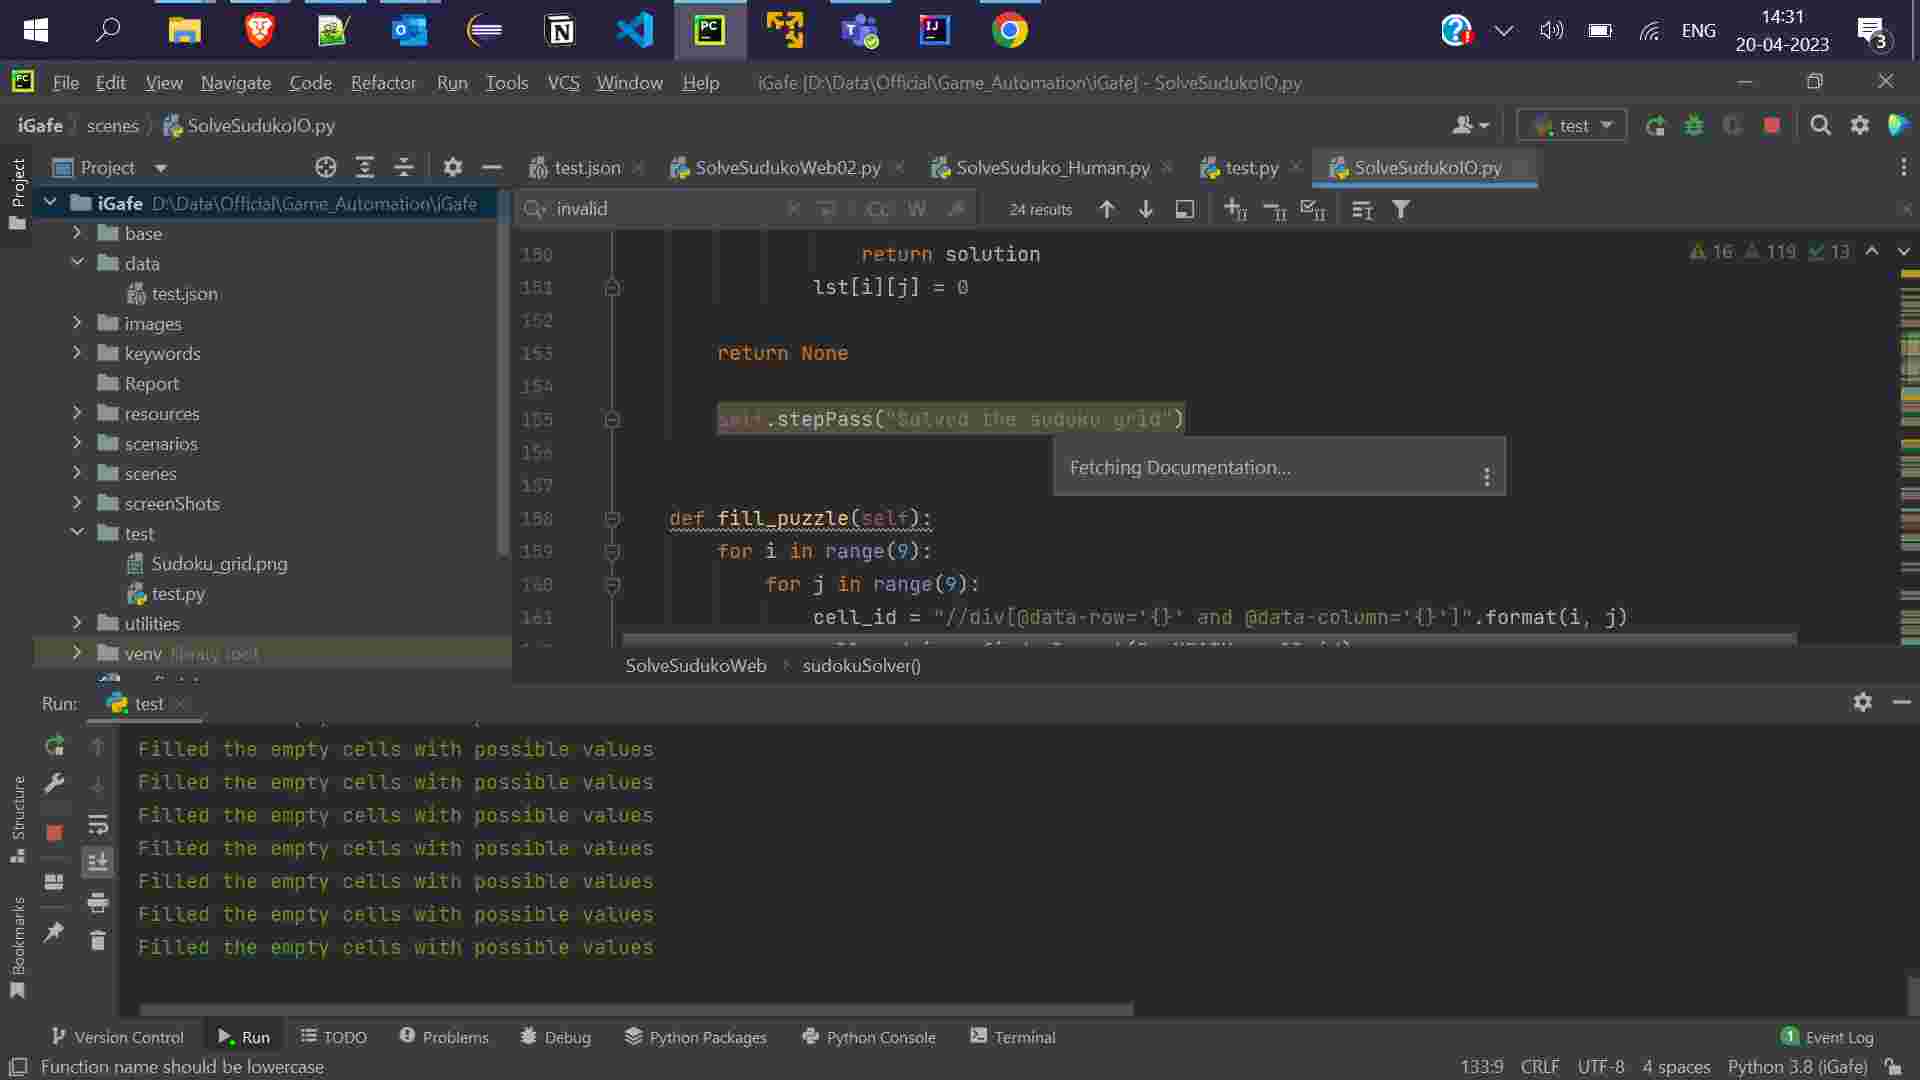 14:31
ENG
20-04-2023
3
File Edit View Navigate Code Refactor Run Tools VCS Window Help iGafe [D:\Data\Official\Game_Automation\iGafe] - SolveSudukoIO.py
iGafe scenes SolveSudukoIO.py
test
Project
test.json SolveSudukoWeb02.py SolveSuduko_Human.py test.py SolveSudukoIO.py
Project
iGafe D:\Data\Official\Game_Automation\iGafe
base
data
test.json
images
keywords
Report
resources
scenarios
scenes
screenShots
test
Sudoku_grid.png
test.py
utilities
venv library root
invalid Cc W 24 results
16 119 13
150 return solution
151 lst[i][j] = 0
152
153 return None
154
155 self.stepPass("Solved the suduku grid")
156
Fetching Documentation...
157
158 def fill_puzzle(self):
159 for i in range(9):
160 for j in range(9):
161 cell_id = "//div[@data-row='{}' and @data-column='{}']".format(i, j)
SolveSudukoWeb sudokuSolver()
Run: test
Filled the empty cells with possible values
Filled the empty cells with possible values
Filled the empty cells with possible values
Filled the empty cells with possible values
Filled the empty cells with possible values
Filled the empty cells with possible values
Filled the empty cells with possible values
Structure
Bookmarks
Version Control Run TODO Problems Debug Python Packages Python Console Terminal 1 Event Log
Function name should be lowercase 133:9 CRLF UTF-8 4 spaces Python 3.8 (iGafe)